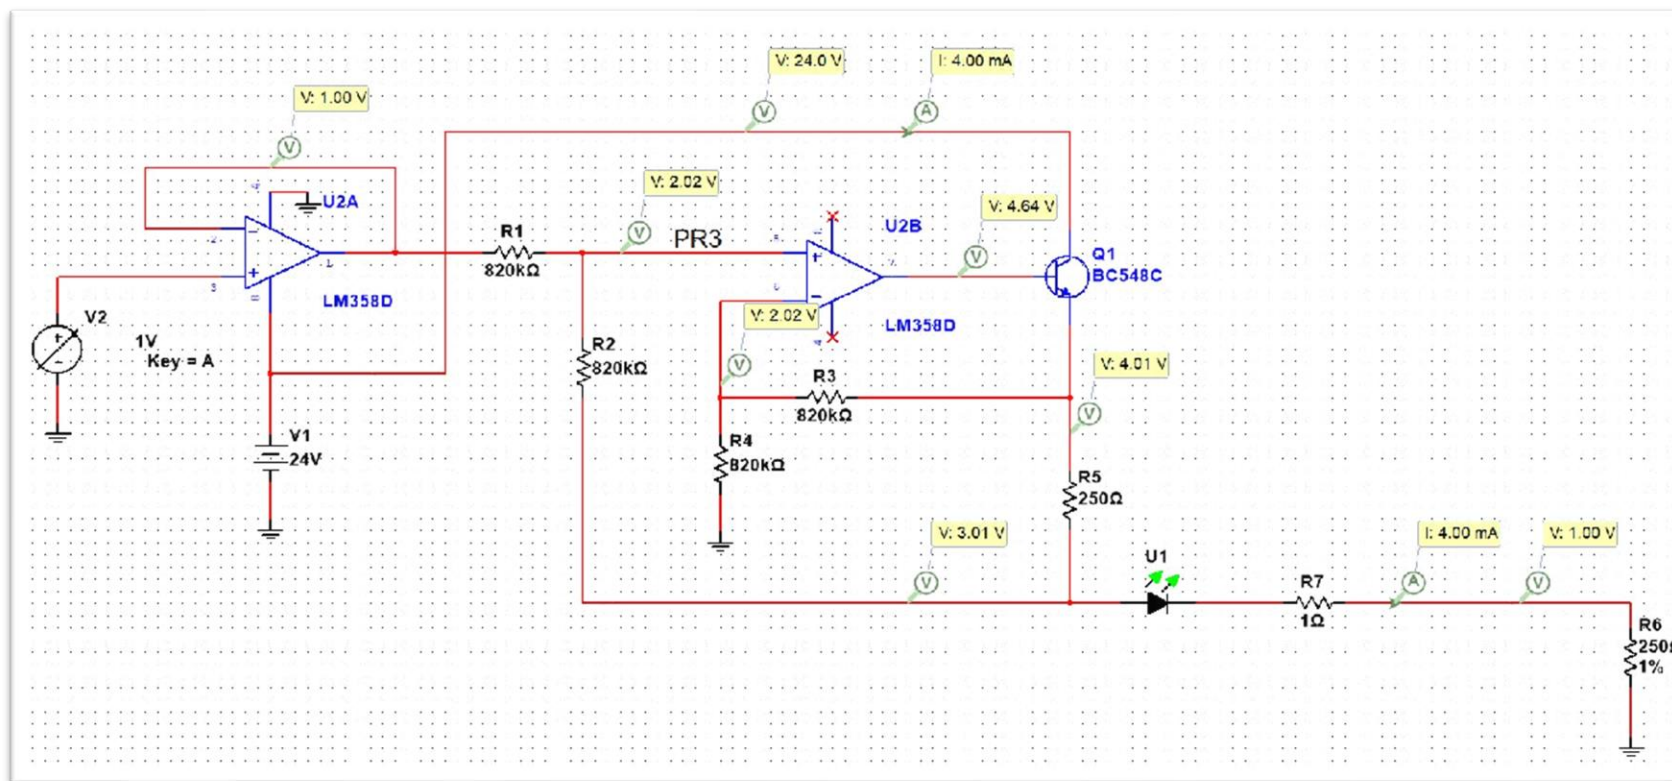 V: 24.0 V
I: 4.00 mA
V: 1.00 V
V
A
V
V: 2.02 V
V: 4.64 V
U2A
V
PR3
U2B
R1
820kΩ
V
Q1
BC548C
LM358D
V: 2.02 V
LM358D
V2
1V
Key = A
R2
820kΩ
V
V: 4.01 V
R3
820kΩ
V
V1
24V
R4
820kΩ
R5
250Ω
V: 3.01 V
I: 4.00 mA
V: 1.00 V
U1
V
A
V
R7
1Ω
R6
250
1%